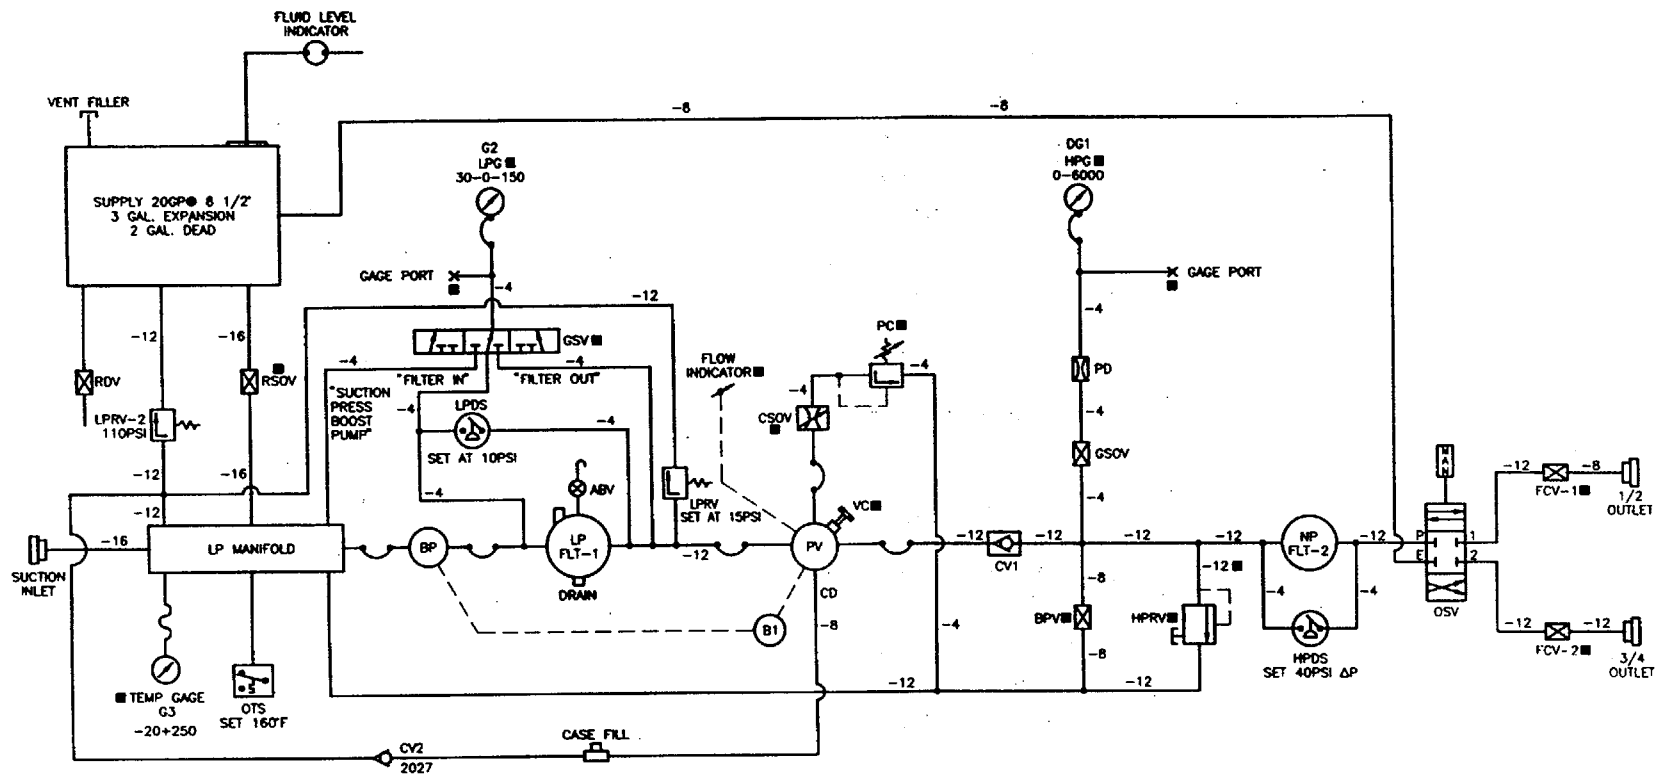 FLUID LEVEL
INDICATOR
VENT FILLER
-8
-8
SUPPLY 20GP@ 8 1/2"
3 GAL. EXPANSION
2 GAL. DEAD
G2
LPG
30-0-150
DG1
HPG
0-6000
GAGE PORT
-4
GAGE PORT
-12
-4
-12
-16
GSV
PC
RDV
RSOV
-4
"FILTER IN"
-4
"FILTER OUT"
FLOW
INDICATOR
-4
PD
LPRV-2
110PSI
"SUCTION
PRESS
BOOST
PUMP"
-4
LPDS
-4
SET AT 10PSI
-4
CSOV
-4
GSOV
MAN
-12
-16
-4
ABV
LPRV
SET AT 15PSI
VC
-4
-12
-8
FCV-1
1/2
OUTLET
-12
-16
SUCTION
INLET
LP MANIFOLD
BP
LP
FLT-1
DRAIN
-12
PV
-12
CV1
-12
-12
-12
NP
FLT-2
-12
P
E
1
2
OSV
-12
-8
-4
-4
CD
-8
B1
-4
BPV
HPRV
HPDS
SET 40PSI ΔP
-12
-12
FCV-2
3/4
OUTLET
-8
TEMP GAGE
G3
-20+250
OTS
SET 160°F
-12
-12
CV2
2027
CASE FILL